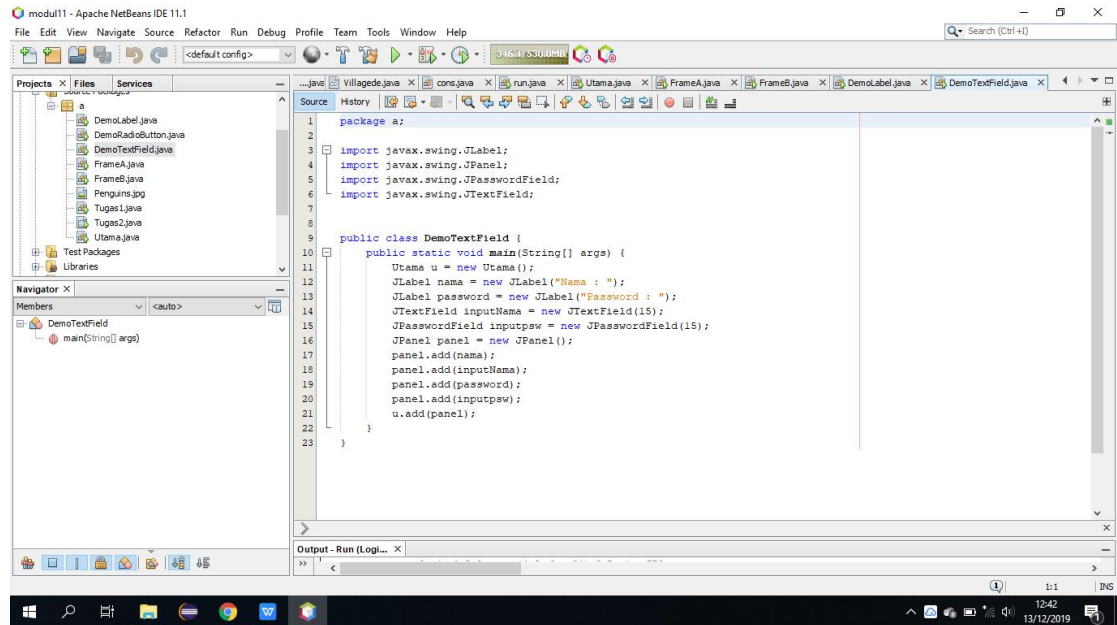 modul11 - Apache NetBeans IDE 11.1
File Edit View Navigate Source Refactor Run Debug Profile Team Tools Window Help
Search (Ctrl+I)
<default config>
346.4/530.0MB
Projects Files Services
...java Villagede.java cons.java run.java Utama.java FrameA.java FrameB.java DemoLabel.java DemoTextField.java
a
DemoLabel.java
DemoRadioButton.java
DemoTextField.java
FrameA.java
FrameB.java
Penguins.jpg
Tugas1.java
Tugas2.java
Utama.java
Test Packages
Libraries
Navigator
Members <auto>
DemoTextField
main(String[] args)
Source History
1 package a;
2
3 import javax.swing.JLabel;
4 import javax.swing.JPanel;
5 import javax.swing.JPasswordField;
6 import javax.swing.JTextField;
7
8
9 public class DemoTextField {
10 public static void main(String[] args) {
11 Utama u = new Utama();
12 JLabel nama = new JLabel("Nama : ");
13 JLabel password = new JLabel("Password : ");
14 JTextField inputNama = new JTextField(15);
15 JPasswordField inputpsw = new JPasswordField(15);
16 JPanel panel = new JPanel();
17 panel.add(nama);
18 panel.add(inputNama);
19 panel.add(password);
20 panel.add(inputpsw);
21 u.add(panel);
22 }
23 }
Output - Run (Logi...
1 1:1 INS
12:42
13/12/2019